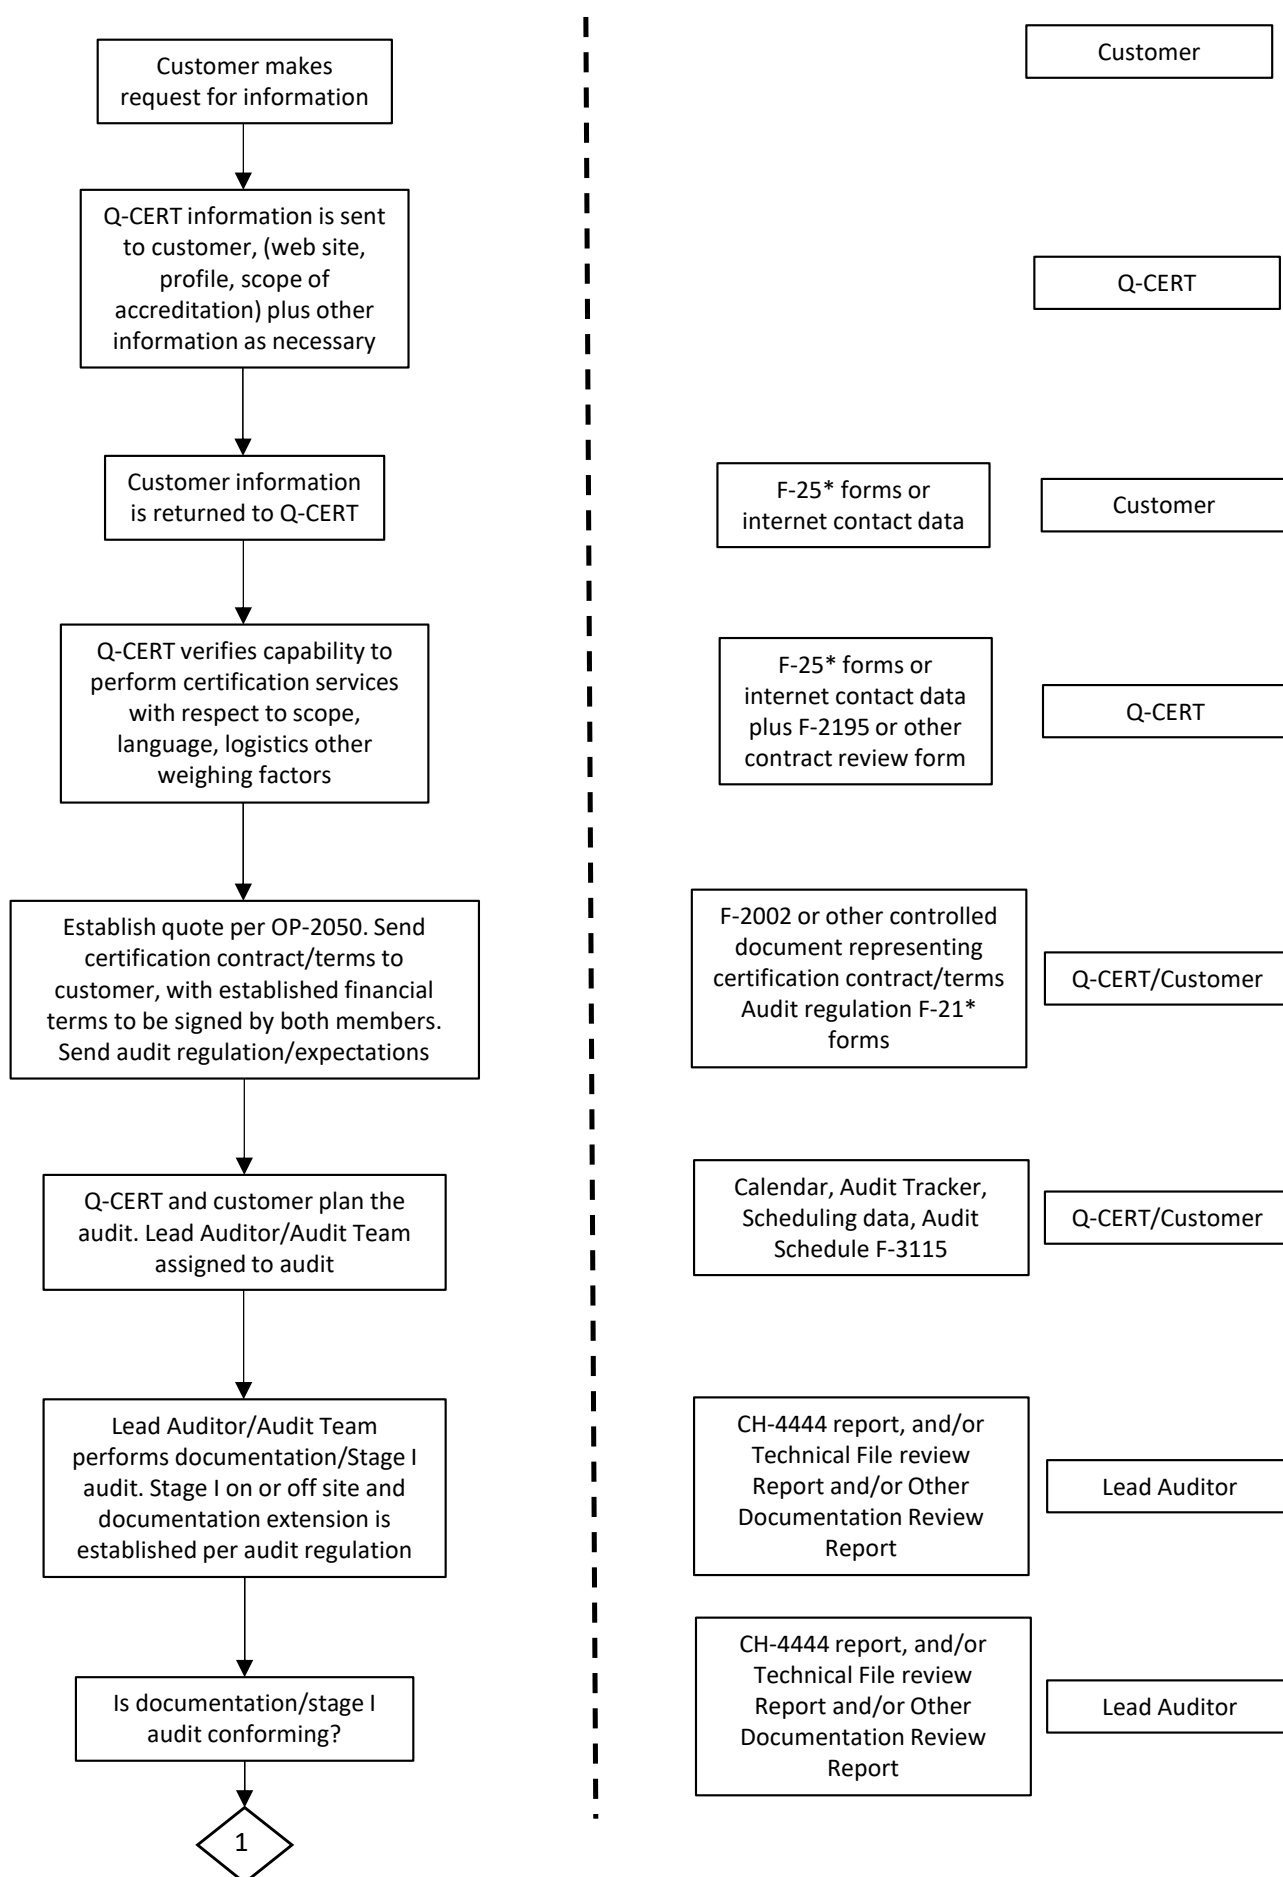 Customer makes
request for information
Customer
Q-CERT information is sent
to customer, (web site,
profile, scope of
accreditation) plus other
information as necessary
Q-CERT
Customer information
is returned to Q-CERT
F-25* forms or
internet contact data
Customer
Q-CERT verifies capability to
perform certification services
with respect to scope,
language, logistics other
weighing factors
F-25* forms or
internet contact data
plus F-2195 or other
contract review form
Q-CERT
Establish quote per OP-2050. Send
certification contract/terms to
customer, with established financial
terms to be signed by both members.
Send audit regulation/expectations
F-2002 or other controlled
document representing
certification contract/terms
Audit regulation F-21*
forms
Q-CERT/Customer
Q-CERT and customer plan the
audit. Lead Auditor/Audit Team
assigned to audit
Calendar, Audit Tracker,
Scheduling data, Audit
Schedule F-3115
Q-CERT/Customer
Lead Auditor/Audit Team
performs documentation/Stage I
audit. Stage I on or off site and
documentation extension is
established per audit regulation
CH-4444 report, and/or
Technical File review
Report and/or Other
Documentation Review
Report
Lead Auditor
Is documentation/stage I
audit conforming?
CH-4444 report, and/or
Technical File review
Report and/or Other
Documentation Review
Report
Lead Auditor
1